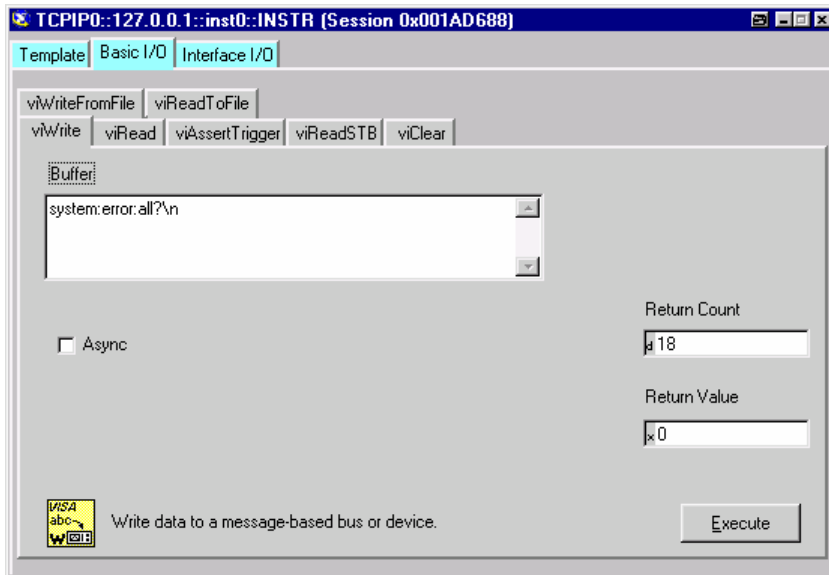 TCPIP0::127.0.0.1::inst0::INSTR (Session 0x001AD688)
Template Basic I/O Interface I/O
viWriteFromFile viReadToFile
viWrite viRead viAssertTrigger viReadSTB viClear
Buffer
system:error:all?\n
Return Count
Async
d 18
Return Value
x 0
VISA
abc
W
Write data to a message-based bus or device.
Execute